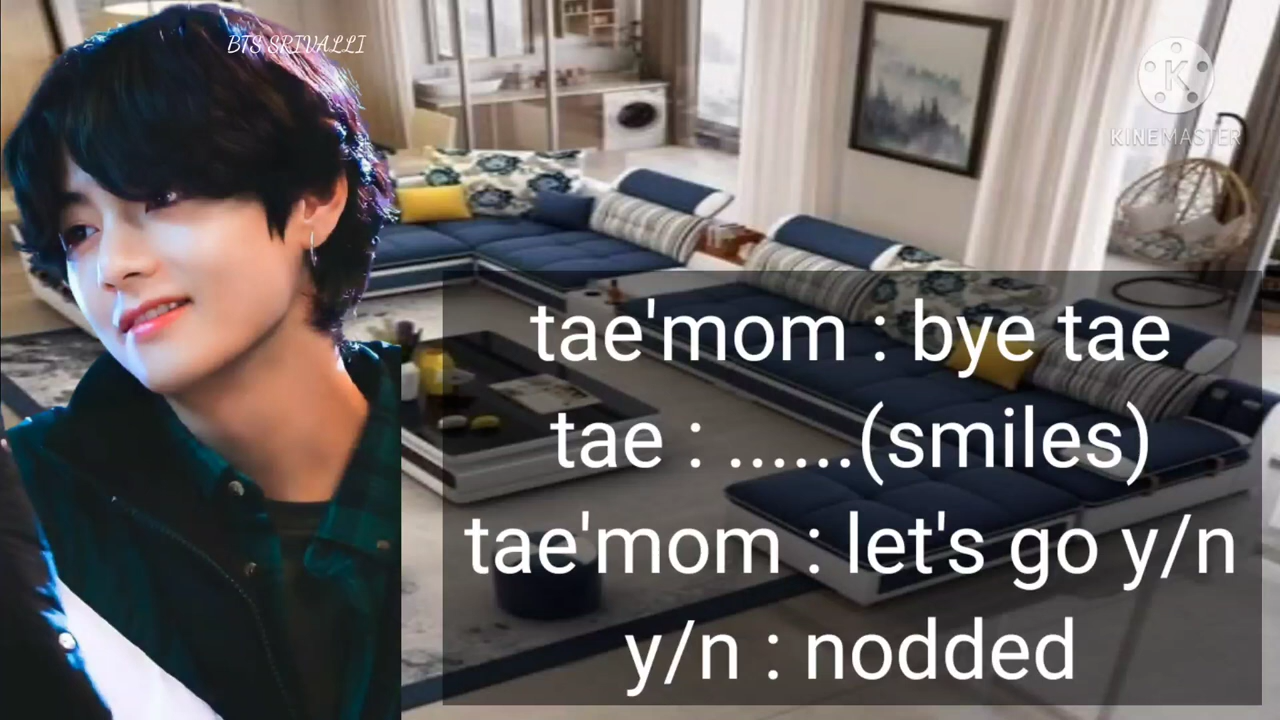 BTS SRIVALLI
K
KINEMASTER
tae'mom : bye tae
tae : ......(smiles)
tae'mom : let's go y/n
y/n : nodded